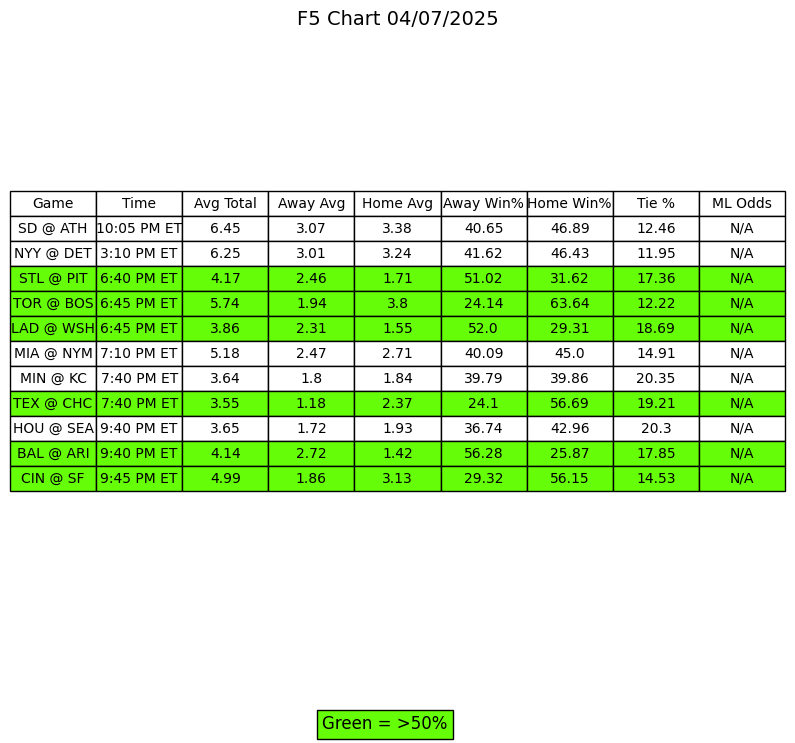 F5 Chart 04/07/2025
Game Time Avg Total Away Avg Home Avg Away Win% Home Win% Tie % ML Odds
SD @ ATH 10:05 PM ET 6.45 3.07 3.38 40.65 46.89 12.46 N/A
NYY @ DET 3:10 PM ET 6.25 3.01 3.24 41.62 46.43 11.95 N/A
STL @ PIT 6:40 PM ET 4.17 2.46 1.71 51.02 31.62 17.36 N/A
TOR @ BOS 6:45 PM ET 5.74 1.94 3.8 24.14 63.64 12.22 N/A
LAD @ WSH 6:45 PM ET 3.86 2.31 1.55 52.0 29.31 18.69 N/A
MIA @ NYM 7:10 PM ET 5.18 2.47 2.71 40.09 45.0 14.91 N/A
MIN @ KC 7:40 PM ET 3.64 1.8 1.84 39.79 39.86 20.35 N/A
TEX @ CHC 7:40 PM ET 3.55 1.18 2.37 24.1 56.69 19.21 N/A
HOU @ SEA 9:40 PM ET 3.65 1.72 1.93 36.74 42.96 20.3 N/A
BAL @ ARI 9:40 PM ET 4.14 2.72 1.42 56.28 25.87 17.85 N/A
CIN @ SF 9:45 PM ET 4.99 1.86 3.13 29.32 56.15 14.53 N/A
Green = >50%